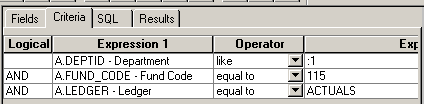 Fields Criteria SQL Results
Logical Expression 1 Operator Exp
A.DEPTID - Department like :1
AND A.FUND_CODE - Fund Code equal to 115
AND A.LEDGER - Ledger equal to ACTUALS